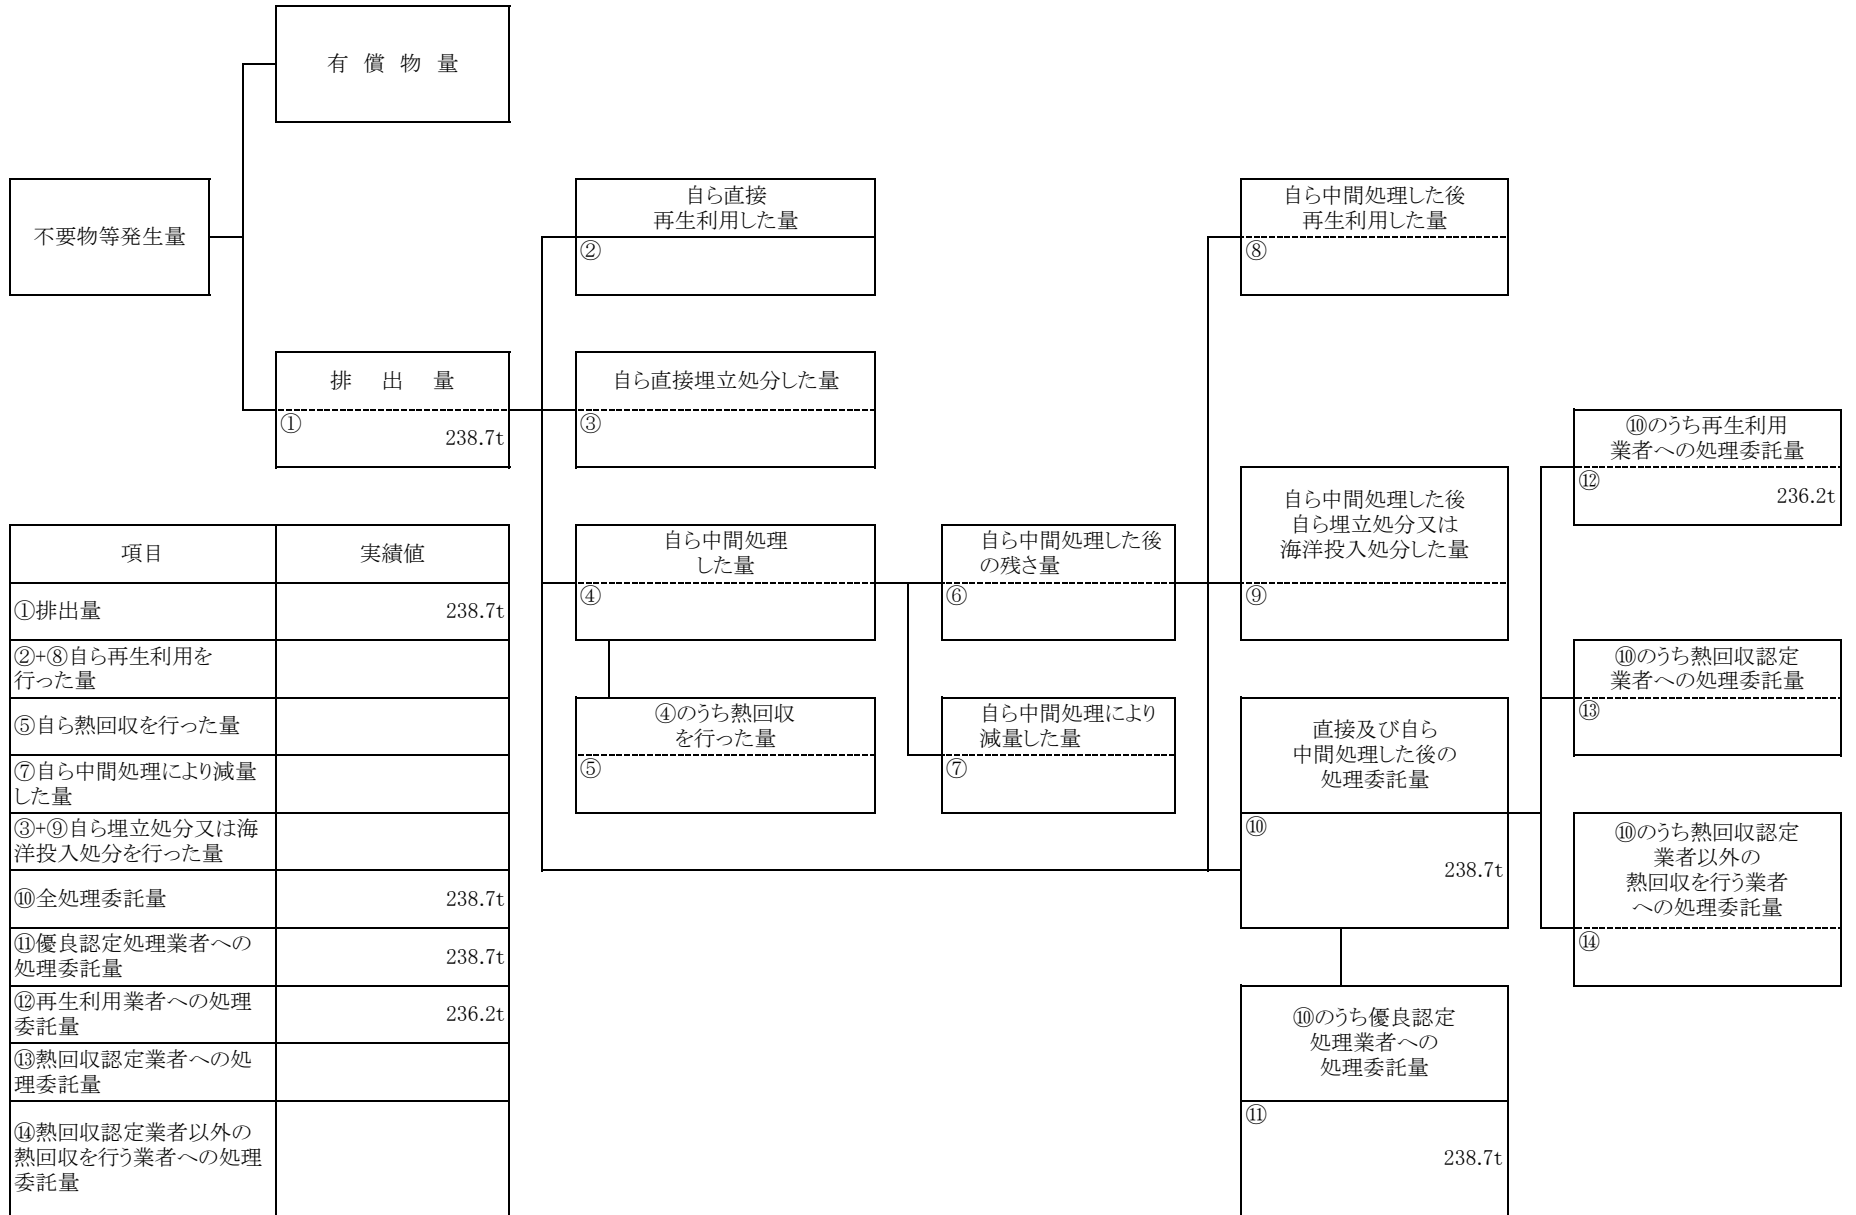 有 償 物 量
不要物等発生量
排 出 量
①
238.7t
自ら直接
再生利用した量
②
自ら直接埋立処分した量
③
自ら中間処理
した量
④
④のうち熱回収
を行った量
⑤
自ら中間処理した後
の残さ量
⑥
自ら中間処理により
減量した量
⑦
自ら中間処理した後
再生利用した量
⑧
自ら中間処理した後
自ら埋立処分又は
海洋投入処分した量
⑨
直接及び自ら
中間処理した後の
処理委託量
⑩
238.7t
⑩のうち優良認定
処理業者への
処理委託量
⑪
238.7t
⑩のうち再生利用
業者への処理委託量
⑫
236.2t
⑩のうち熱回収認定
業者への処理委託量
⑬
⑩のうち熱回収認定
業者以外の
熱回収を行う業者
への処理委託量
⑭
項目 実績値
①排出量 238.7t
②+⑧自ら再生利用を
行った量
⑤自ら熱回収を行った量
⑦自ら中間処理により減量
した量
③+⑨自ら埋立処分又は海
洋投入処分を行った量
⑩全処理委託量 238.7t
⑪優良認定処理業者への
処理委託量 238.7t
⑫再生利用業者への処理
委託量 236.2t
⑬熱回収認定業者への処
理委託量
⑭熱回収認定業者以外の
熱回収を行う業者への処理
委託量